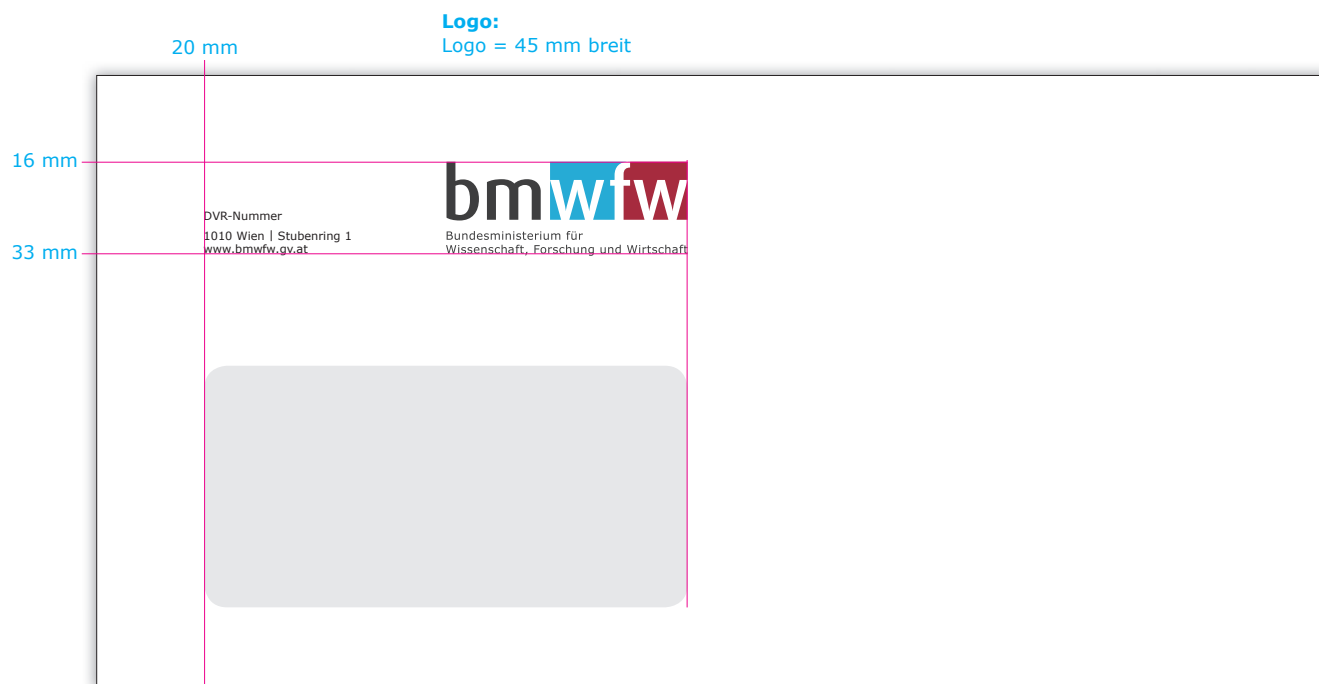 Logo:
Logo = 45 mm breit
20 mm
16 mm
bmwfw
DVR-Nummer
1010 Wien | Stubenring 1
www.bmwfw.gv.at
Bundesministerium für
Wissenschaft, Forschung und Wirtschaft
33 mm